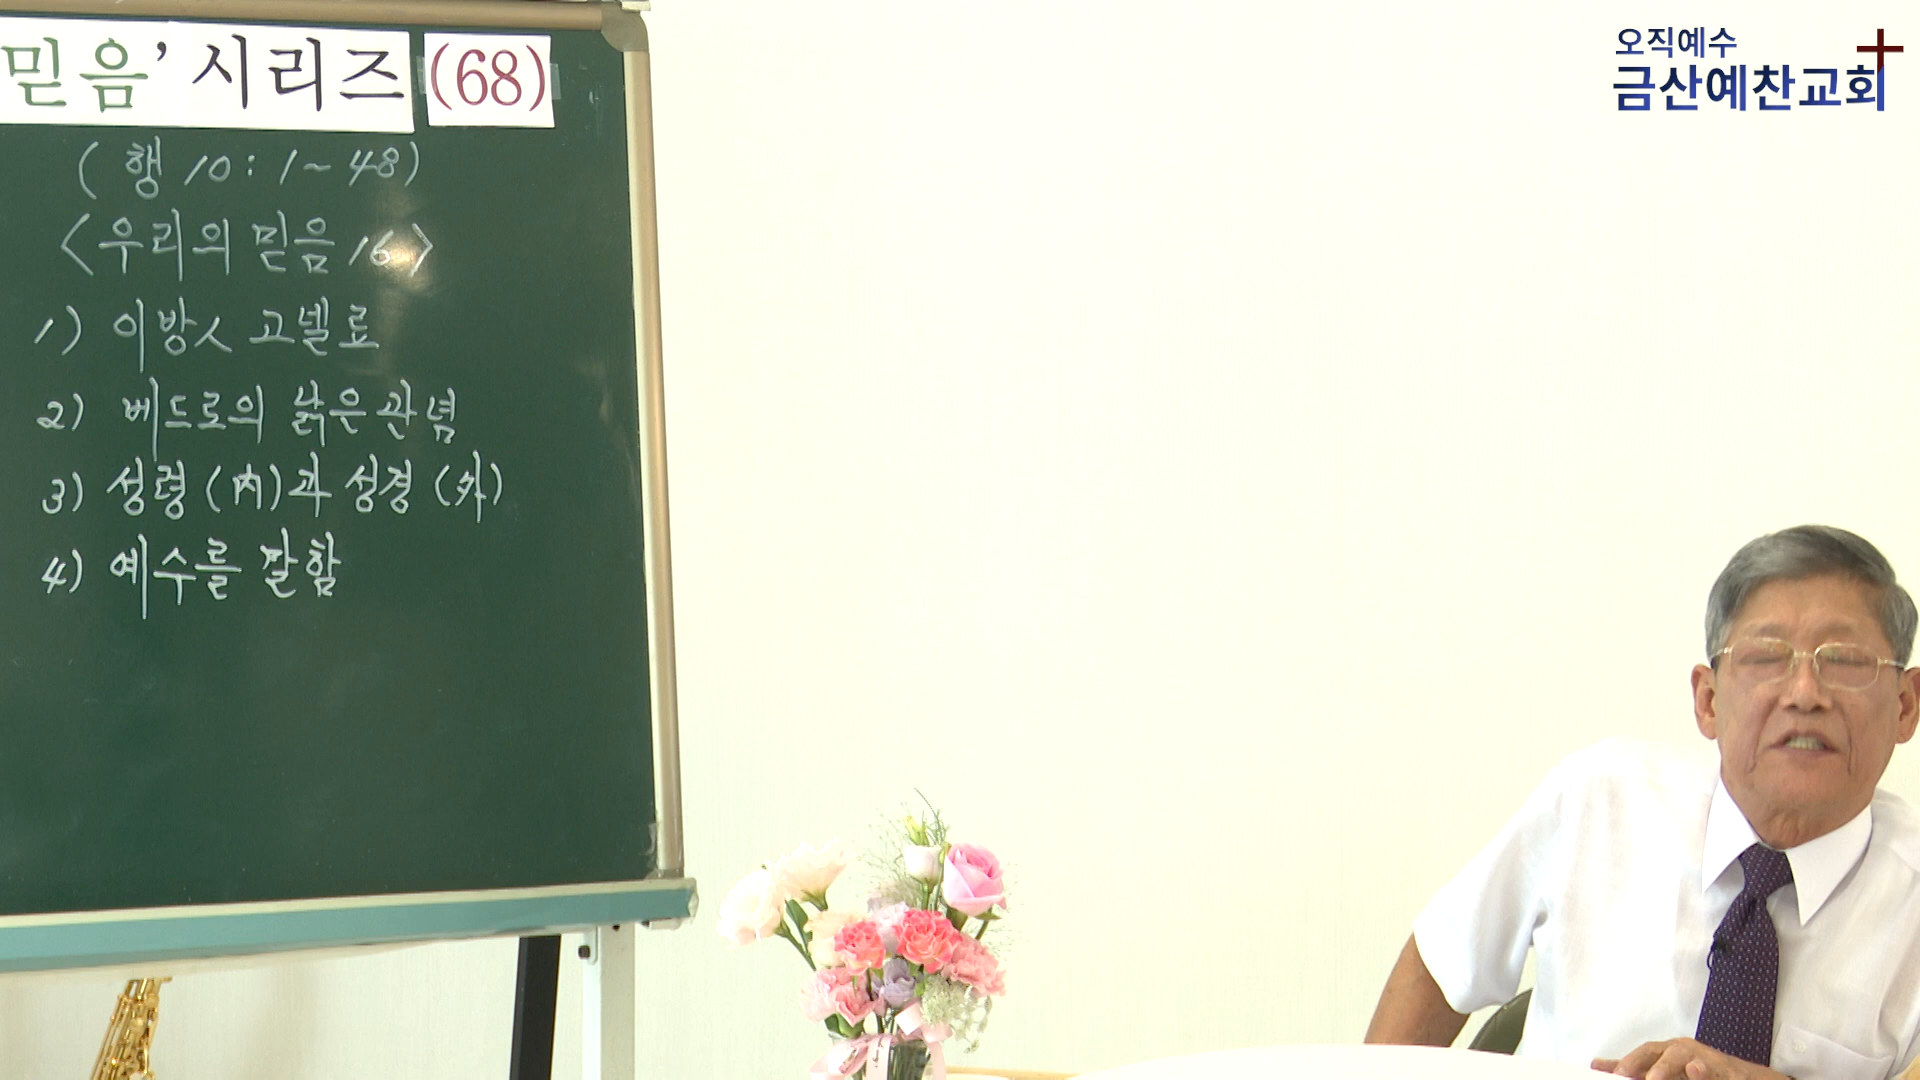 믿음' 시리즈 (68)
(행 10:1~48)
<우리의 믿음 16>
1) 이방人 고넬료
2) 베드로의 낡은 관념
3) 성령(内)과 성경(外)
4) 예수를 말함
오직예수
금산예찬교회